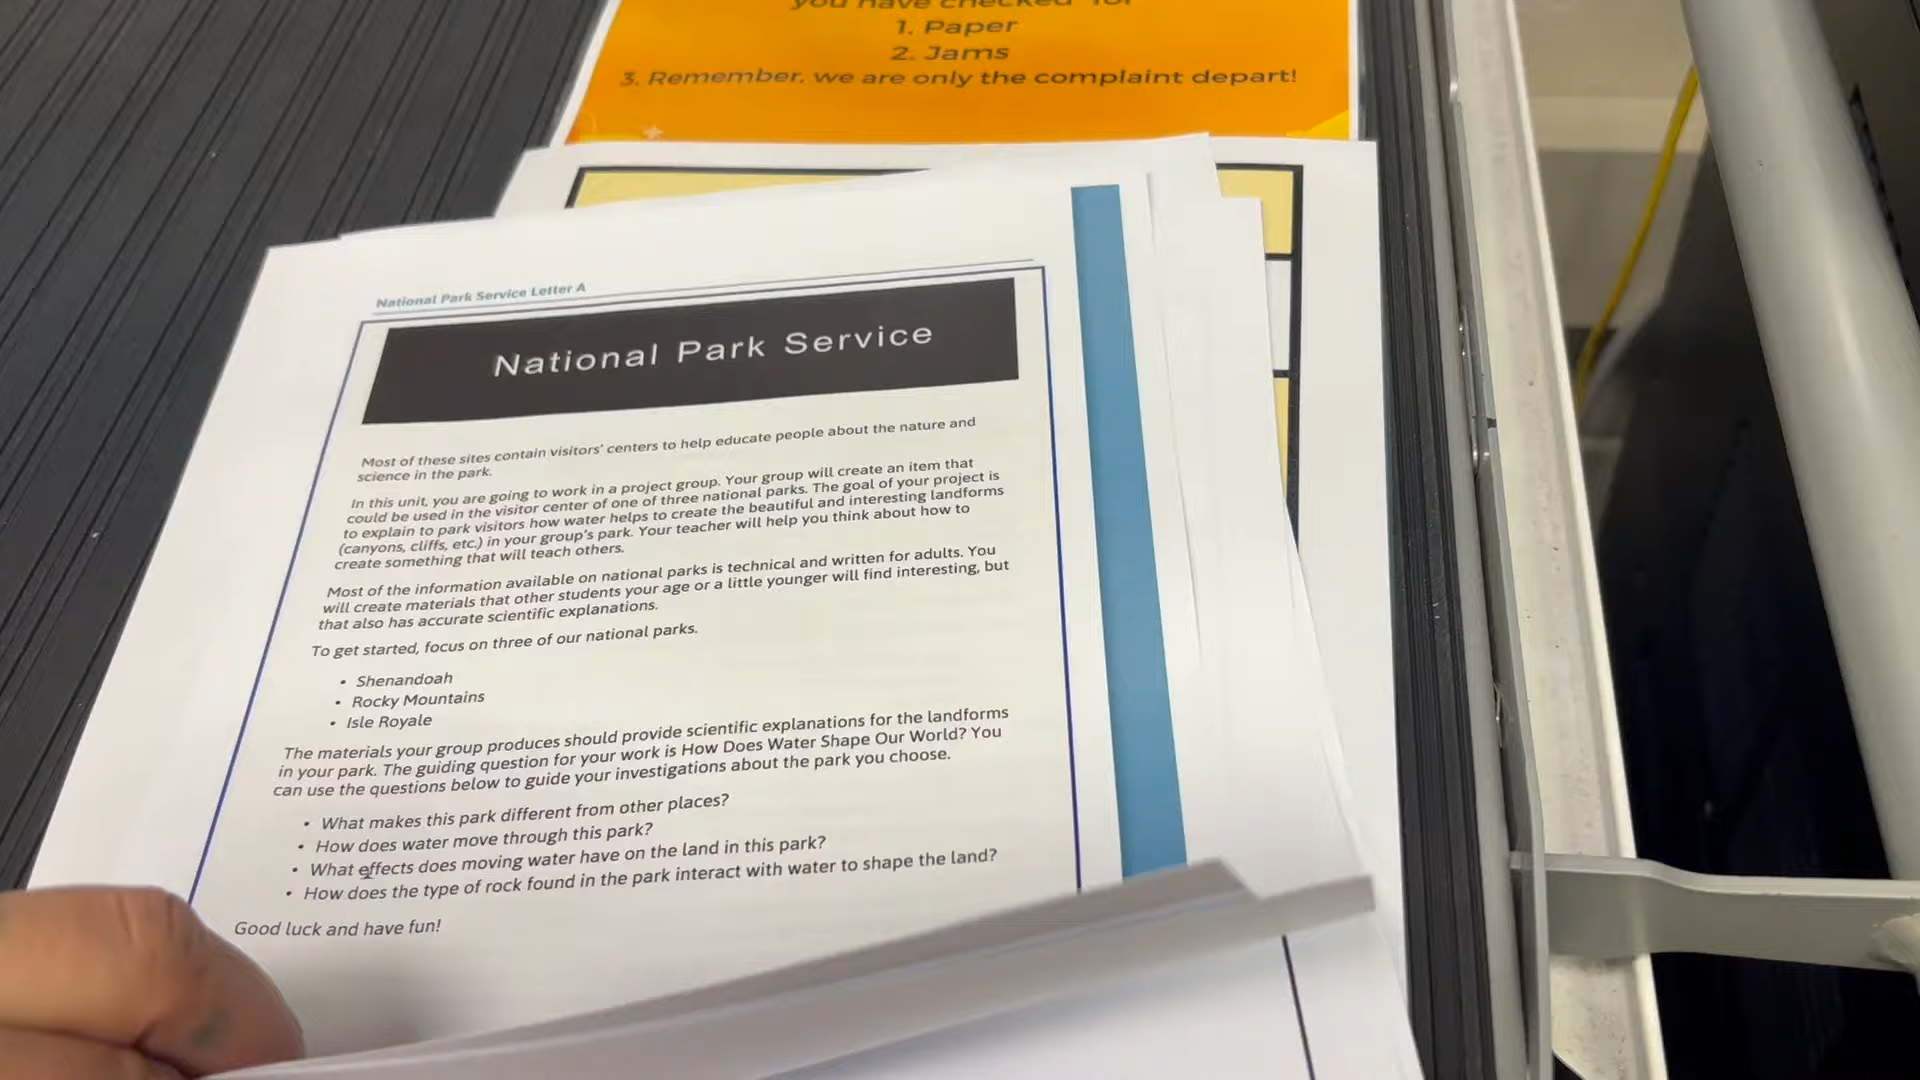 you have checked for
1. Paper
2. Jams
3. Remember, we are only the complaint depart!
National Park Service Letter A
National Park Service
Most of these sites contain visitors' centers to help educate people about the nature and
science in the park.
In this unit, you are going to work in a project group. Your group will create an item that
could be used in the visitor center of one of three national parks. The goal of your project is
to explain to park visitors how water helps to create the beautiful and interesting landforms
(canyons, cliffs, etc.) in your group's park. Your teacher will help you think about how to
create something that will teach others.
Most of the information available on national parks is technical and written for adults. You
will create materials that other students your age or a little younger will find interesting, but
that also has accurate scientific explanations.
To get started, focus on three of our national parks.
• Shenandoah
• Rocky Mountains
• Isle Royale
The materials your group produces should provide scientific explanations for the landforms
in your park. The guiding question for your work is How Does Water Shape Our World? You
can use the questions below to guide your investigations about the park you choose.
• What makes this park different from other places?
• How does water move through this park?
• What effects does moving water have on the land in this park?
• How does the type of rock found in the park interact with water to shape the land?
Good luck and have fun!